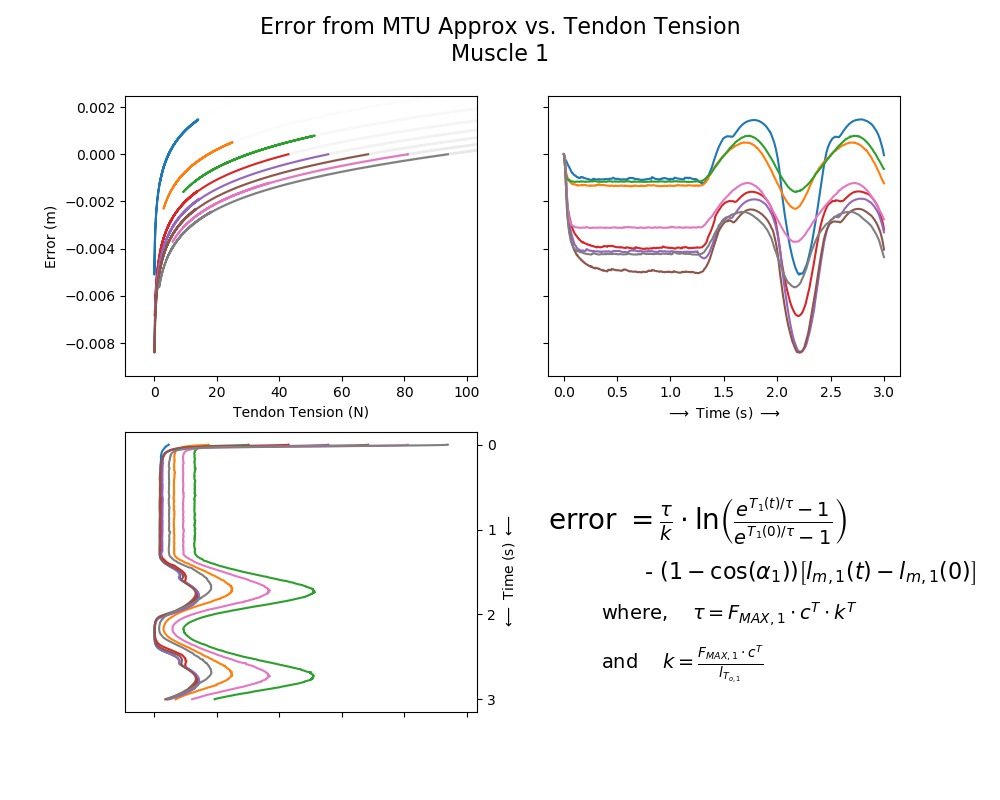 Error from MTU Approx vs. Tendon Tension
Muscle 1
0.002
0.000
−0.002
−0.004
−0.006
−0.008
Error (m)
0 20 40 60 80 100
Tendon Tension (N)
0.0 0.5 1.0 1.5 2.0 2.5 3.0
⟶ Time (s) ⟶
0
1
2
3
⟵ Time (s) ⟵
error = τ/k · ln((e^{T_1(t)/τ} − 1)/(e^{T_1(0)/τ} − 1))
- (1 − cos(α_1))[l_{m,1}(t) − l_{m,1}(0)]
where, τ = F_{MAX,1} · c^T · k^T
and k = F_{MAX,1} · c^T / l_{T_{o,1}}